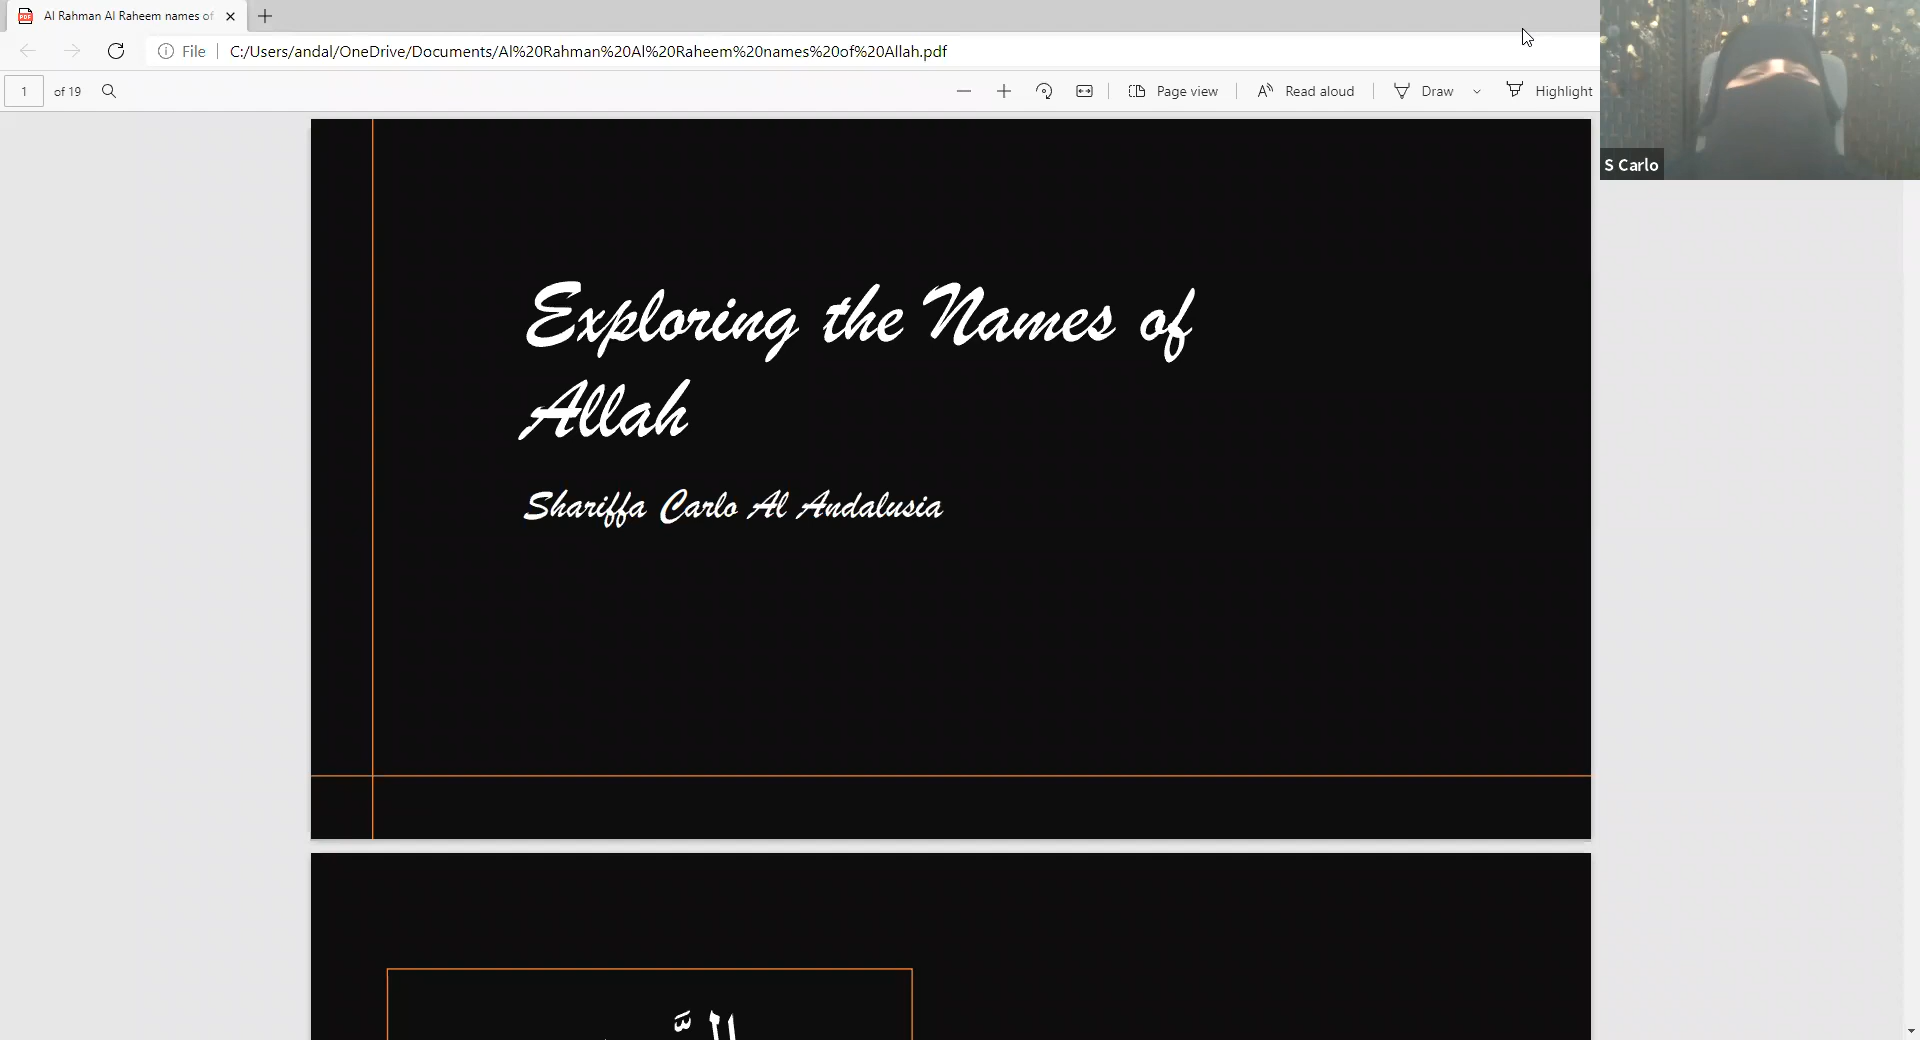 Al Rahman Al Raheem names of
File
C:/Users/andal/OneDrive/Documents/Al%20Rahman%20Al%20Raheem%20names%20of%20Allah.pdf
1 of 19
Page view
Read aloud
Draw
Highlight
S Carlo
Exploring the Names of
Allah
Shariffa Carlo Al Andalusia